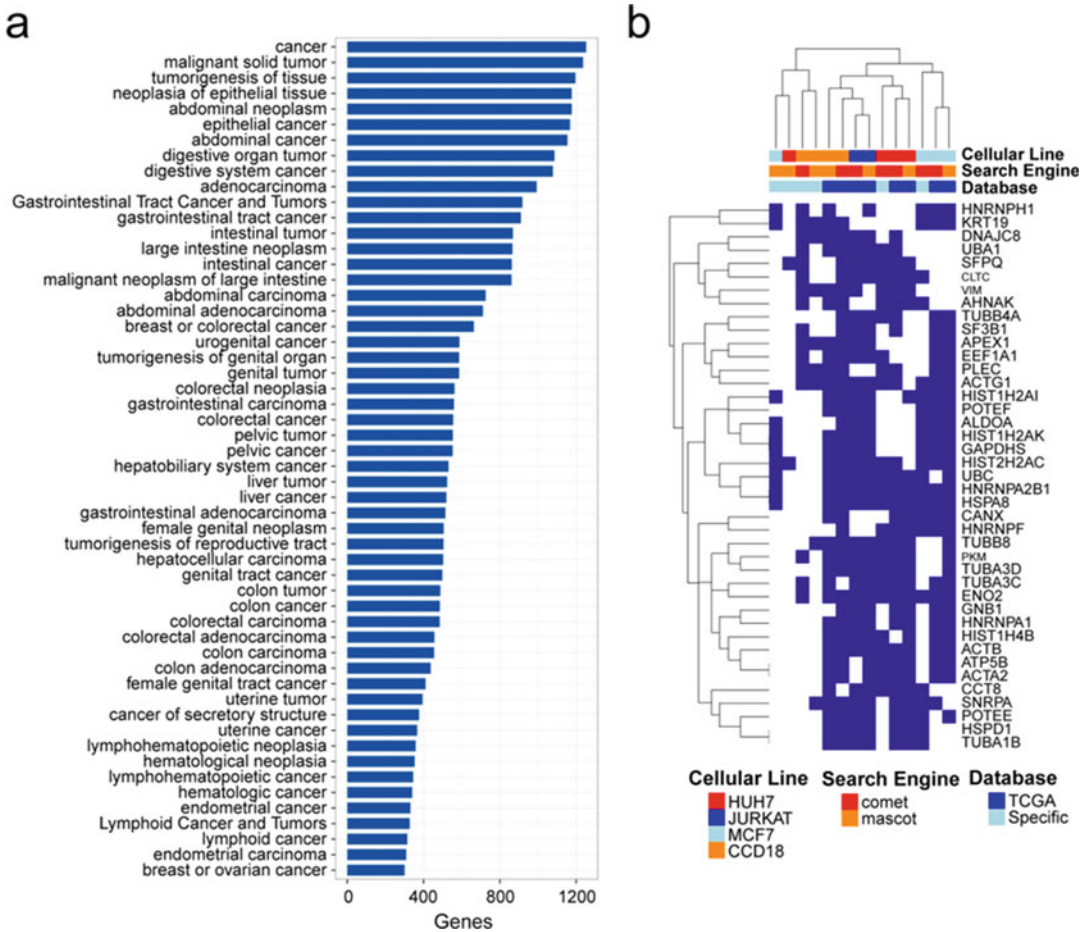 a
cancer
malignant solid tumor
tumorigenesis of tissue
neoplasia of epithelial tissue
abdominal neoplasm
epithelial cancer
abdominal cancer
digestive organ tumor
digestive system cancer
adenocarcinoma
Gastrointestinal Tract Cancer and Tumors
gastrointestinal tract cancer
intestinal tumor
large intestine neoplasm
intestinal cancer
malignant neoplasm of large intestine
abdominal carcinoma
abdominal adenocarcinoma
breast or colorectal cancer
urogenital cancer
tumorigenesis of genital organ
genital tumor
colorectal neoplasia
gastrointestinal carcinoma
colorectal cancer
pelvic tumor
pelvic cancer
hepatobiliary system cancer
liver tumor
liver cancer
gastrointestinal adenocarcinoma
female genital neoplasm
tumorigenesis of reproductive tract
hepatocellular carcinoma
genital tract cancer
colon tumor
colon cancer
colorectal carcinoma
colorectal adenocarcinoma
colon carcinoma
colon adenocarcinoma
female genital tract cancer
uterine tumor
cancer of secretory structure
uterine cancer
lymphohematopoietic neoplasia
hematological neoplasia
lymphohematopoietic cancer
hematologic cancer
endometrial cancer
Lymphoid Cancer and Tumors
lymphoid cancer
endometrial carcinoma
breast or ovarian cancer
0 400 800 1200
Genes
b
Cellular Line
Search Engine
Database
HNRNPH1
KRT19
DNAJC8
UBA1
SFPQ
CLTC
VIM
AHNAK
TUBB4A
SF3B1
APEX1
EEF1A1
PLEC
ACTG1
HIST1H2AI
POTEF
ALDOA
HIST1H2AK
GAPDHS
HIST2H2AC
UBC
HNRNPA2B1
HSPA8
CANX
HNRNPF
TUBB8
PKM
TUBA3D
TUBA3C
ENO2
GNB1
HNRNPA1
HIST1H4B
ACTB
ATP5B
ACTA2
CCT8
SNRPA
POTEE
HSPD1
TUBA1B
Cellular Line Search Engine Database
HUH7 comet TCGA
JURKAT mascot Specific
MCF7
CCD18